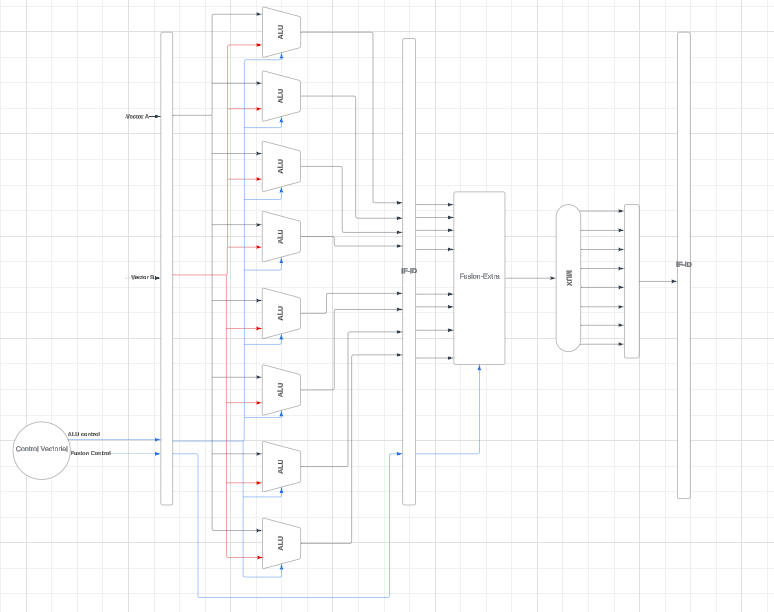 ALU
ALU
Vector A
ALU
ALU
Vector B
IF-ID
Fusion-Extra
MUX
IF-ID
ALU
ALU
ALU control
Control Vectorial
Fusion Control
ALU
ALU